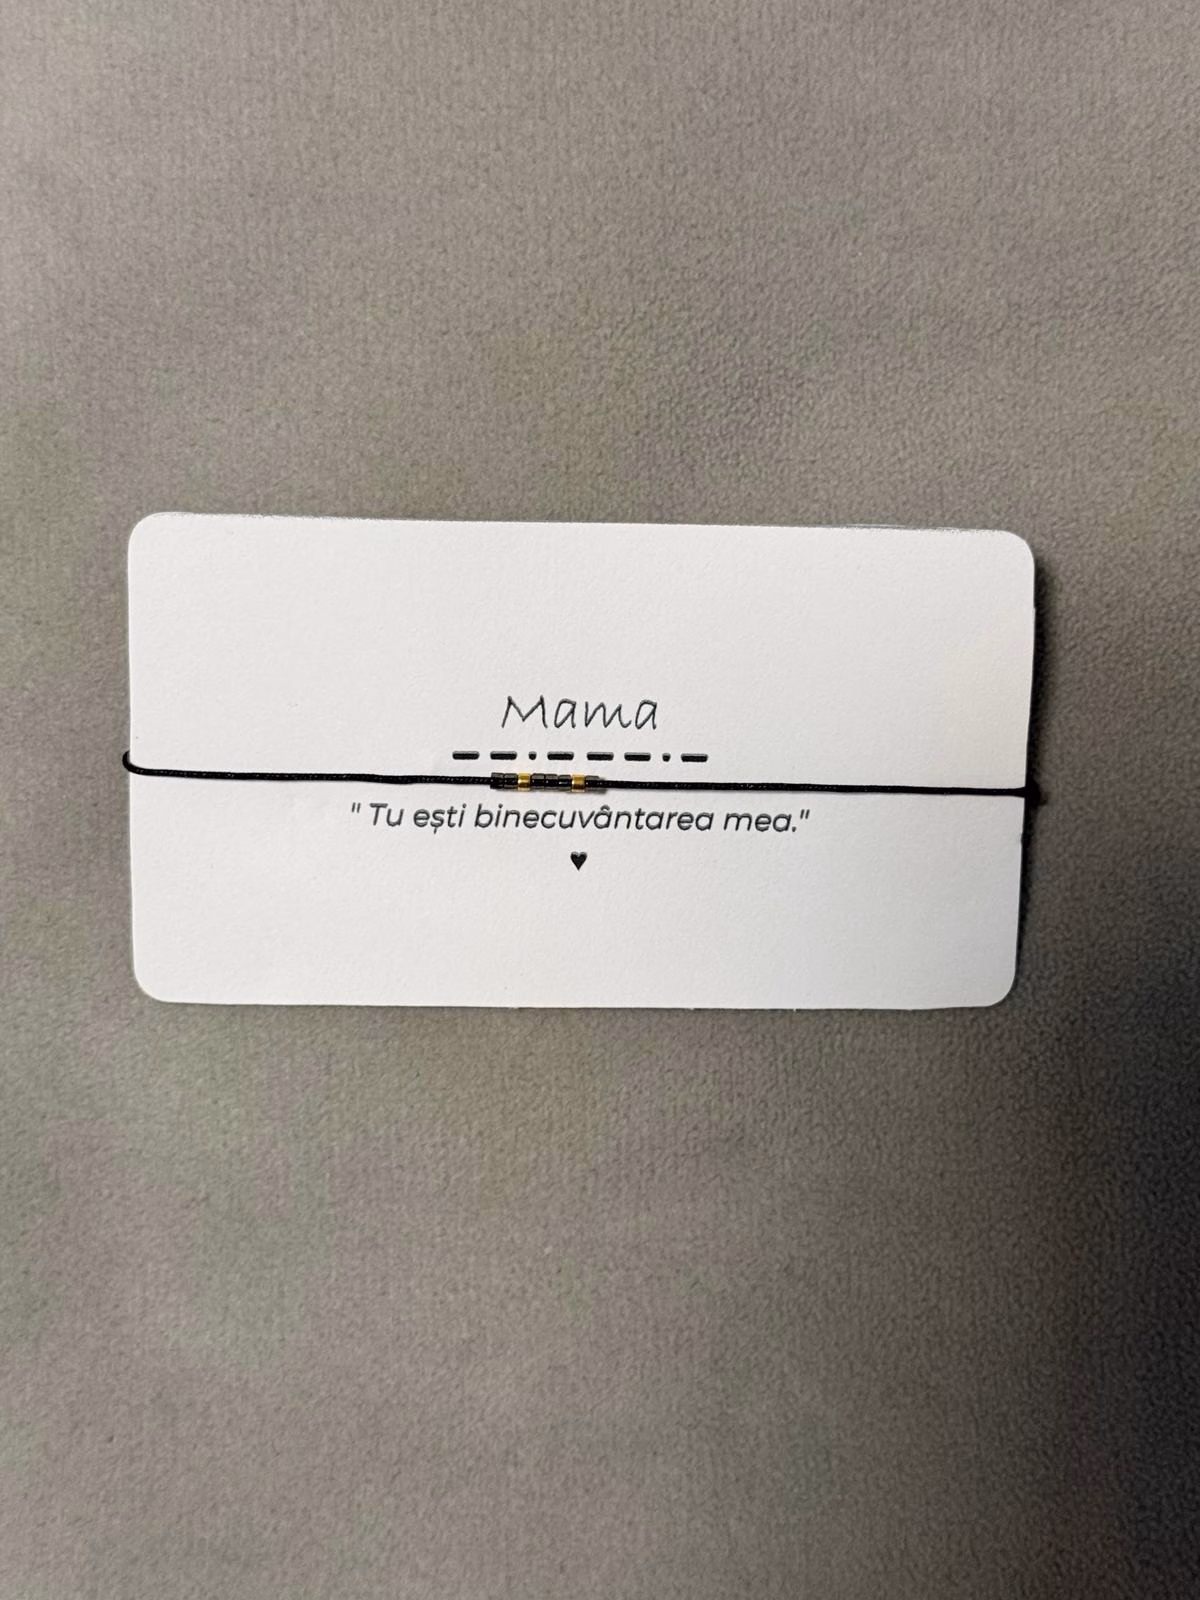 Mama
— — · — — — · —
" Tu ești binecuvântarea mea."
♥